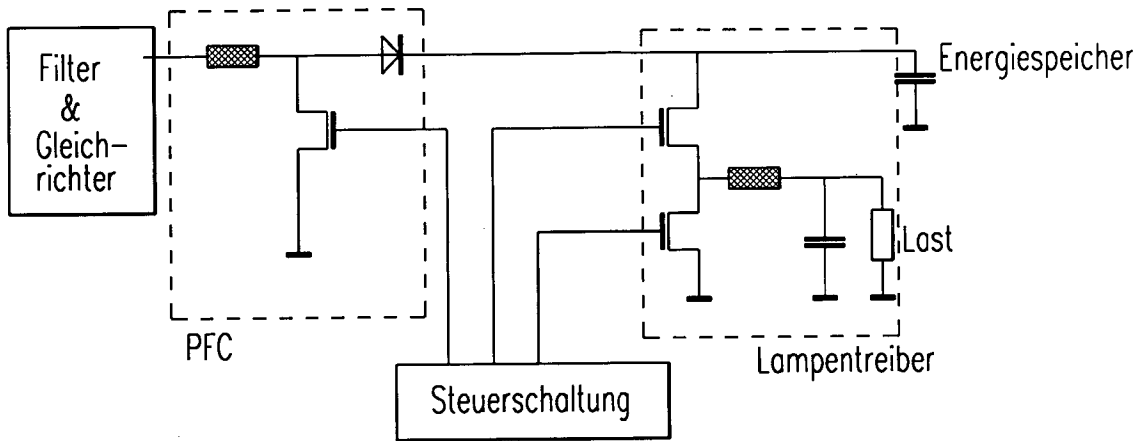 Filter
&
Gleich-
richter
Energiespeicher
Last
PFC
Lampentreiber
Steuerschaltung